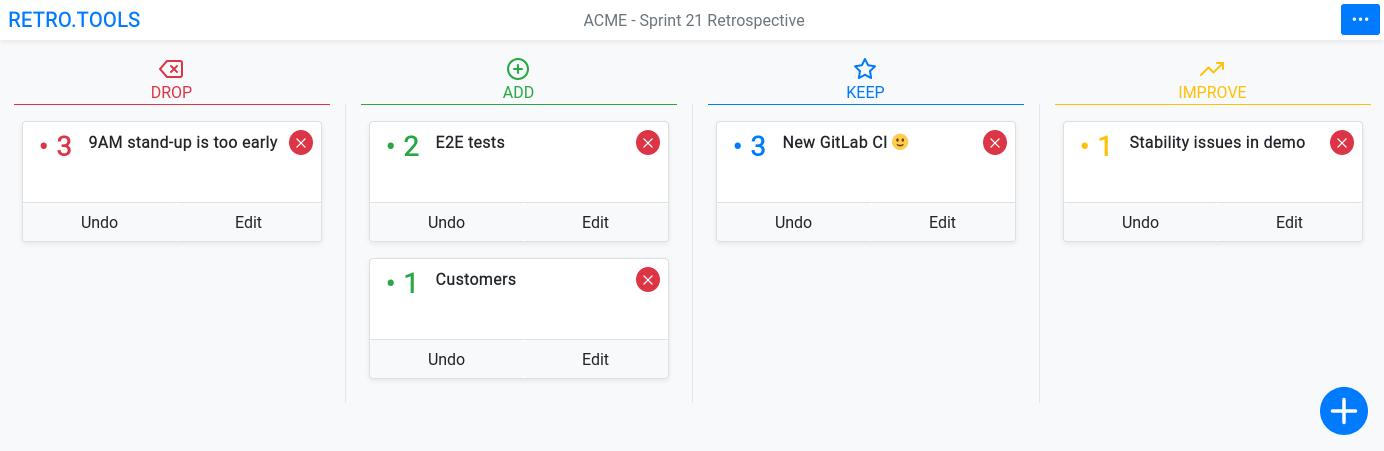 RETRO.TOOLS
ACME - Sprint 21 Retrospective
DROP
ADD
KEEP
IMPROVE
• 3 9AM stand-up is too early
Undo Edit
• 2 E2E tests
Undo Edit
• 1 Customers
Undo Edit
• 3 New GitLab CI 🙂
Undo Edit
• 1 Stability issues in demo
Undo Edit